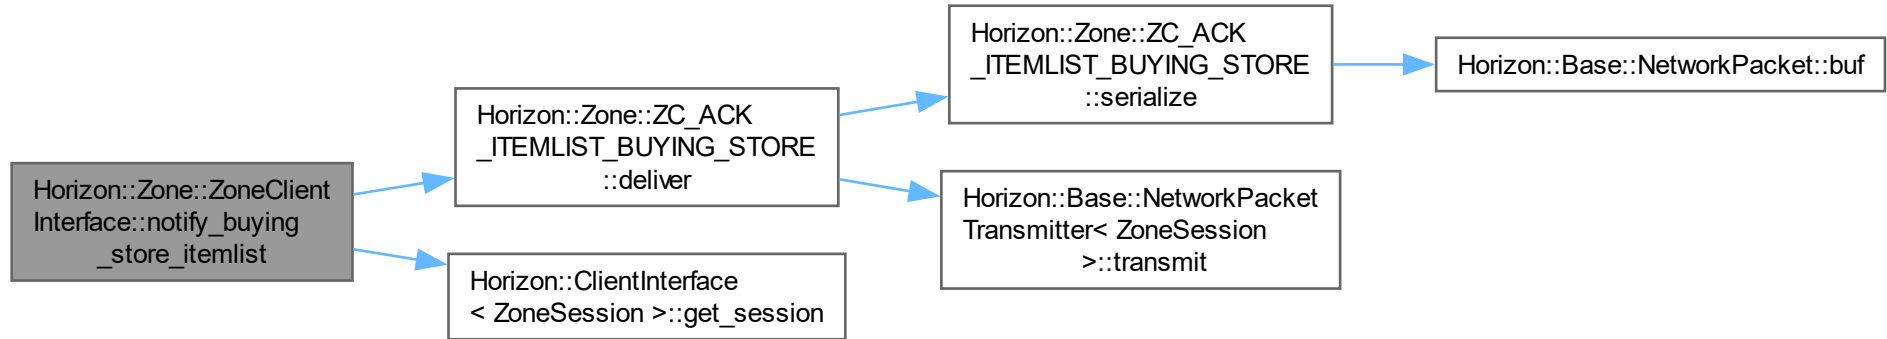 Horizon::Zone::ZoneClient
Interface::notify_buying
_store_itemlist
Horizon::Zone::ZC_ACK
_ITEMLIST_BUYING_STORE
::deliver
Horizon::ClientInterface
< ZoneSession >::get_session
Horizon::Zone::ZC_ACK
_ITEMLIST_BUYING_STORE
::serialize
Horizon::Base::NetworkPacket
Transmitter< ZoneSession
>::transmit
Horizon::Base::NetworkPacket::buf